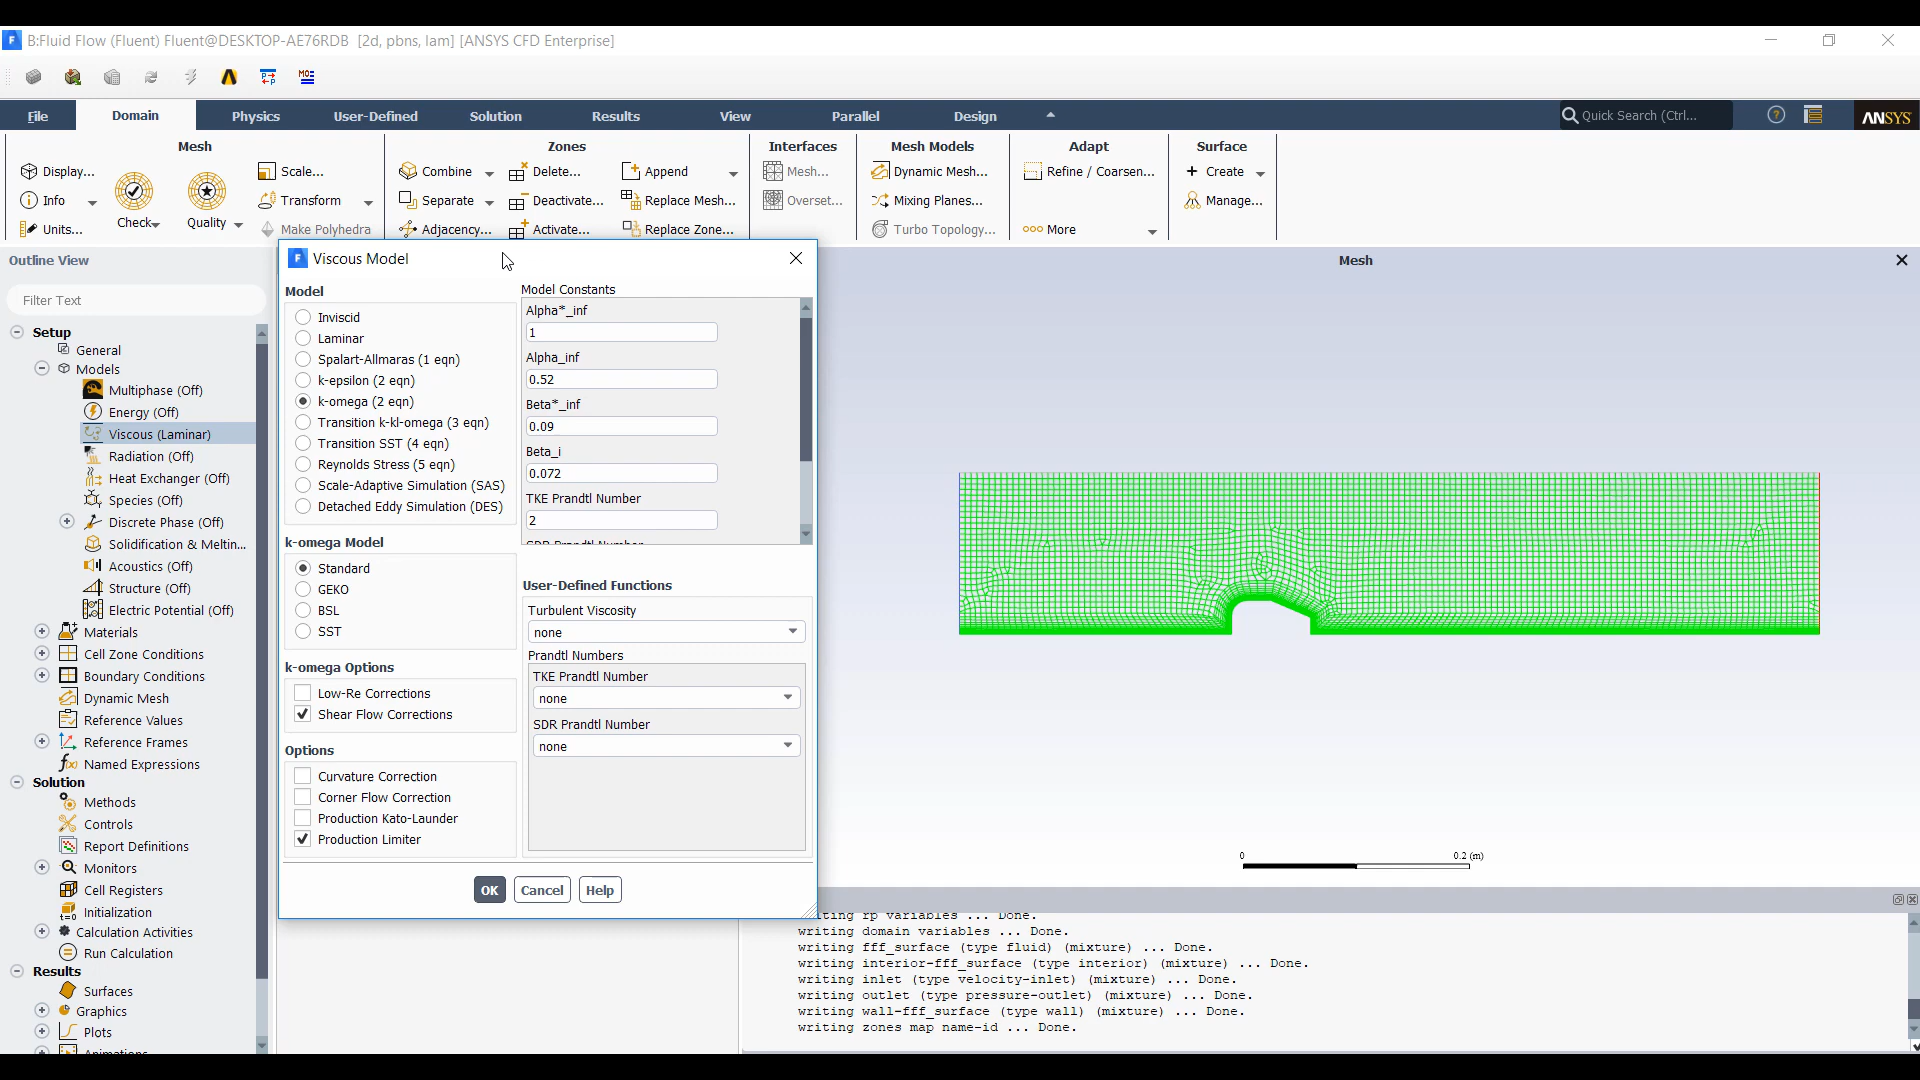 B:Fluid Flow (Fluent) Fluent@DESKTOP-AE76RDB [2d, pbns, lam] [ANSYS CFD Enterprise]
File Domain Physics User-Defined Solution Results View Parallel Design Quick Search (Ctrl... ANSYS
Mesh Zones Interfaces Mesh Models Adapt Surface
Display... Scale... Combine Delete... Append Mesh... Dynamic Mesh... Refine / Coarsen... Create
Info Transform Separate Deactivate... Replace Mesh... Overset... Mixing Planes... Manage...
Check Quality
Units... Make Polyhedra Adjacency... Activate... Replace Zone... Turbo Topology... More
Outline View
Filter Text
Setup
General
Models
Multiphase (Off)
Energy (Off)
Viscous (Laminar)
Radiation (Off)
Heat Exchanger (Off)
Species (Off)
Discrete Phase (Off)
Solidification & Meltin...
Acoustics (Off)
Structure (Off)
Electric Potential (Off)
Materials
Cell Zone Conditions
Boundary Conditions
Dynamic Mesh
Reference Values
Reference Frames
Named Expressions
Solution
Methods
Controls
Report Definitions
Monitors
Cell Registers
Initialization
Calculation Activities
Run Calculation
Results
Surfaces
Graphics
Plots
Animations
Viscous Model
Model
Inviscid
Laminar
Spalart-Allmaras (1 eqn)
k-epsilon (2 eqn)
k-omega (2 eqn)
Transition k-kl-omega (3 eqn)
Transition SST (4 eqn)
Reynolds Stress (5 eqn)
Scale-Adaptive Simulation (SAS)
Detached Eddy Simulation (DES)
k-omega Model
Standard
GEKO
BSL
SST
k-omega Options
Low-Re Corrections
Shear Flow Corrections
Options
Curvature Correction
Corner Flow Correction
Production Kato-Launder
Production Limiter
Model Constants
Alpha*_inf
1
Alpha_inf
0.52
Beta*_inf
0.09
Beta_i
0.072
TKE Prandtl Number
2
SDR Prandtl Number
User-Defined Functions
Turbulent Viscosity
none
Prandtl Numbers
TKE Prandtl Number
none
SDR Prandtl Number
none
OK Cancel Help
Mesh
0 0.2 (m)
writing rp variables ... Done.
writing domain variables ... Done.
writing fff_surface (type fluid) (mixture) ... Done.
writing interior-fff_surface (type interior) (mixture) ... Done.
writing inlet (type velocity-inlet) (mixture) ... Done.
writing outlet (type pressure-outlet) (mixture) ... Done.
writing wall-fff_surface (type wall) (mixture) ... Done.
writing zones map name-id ... Done.